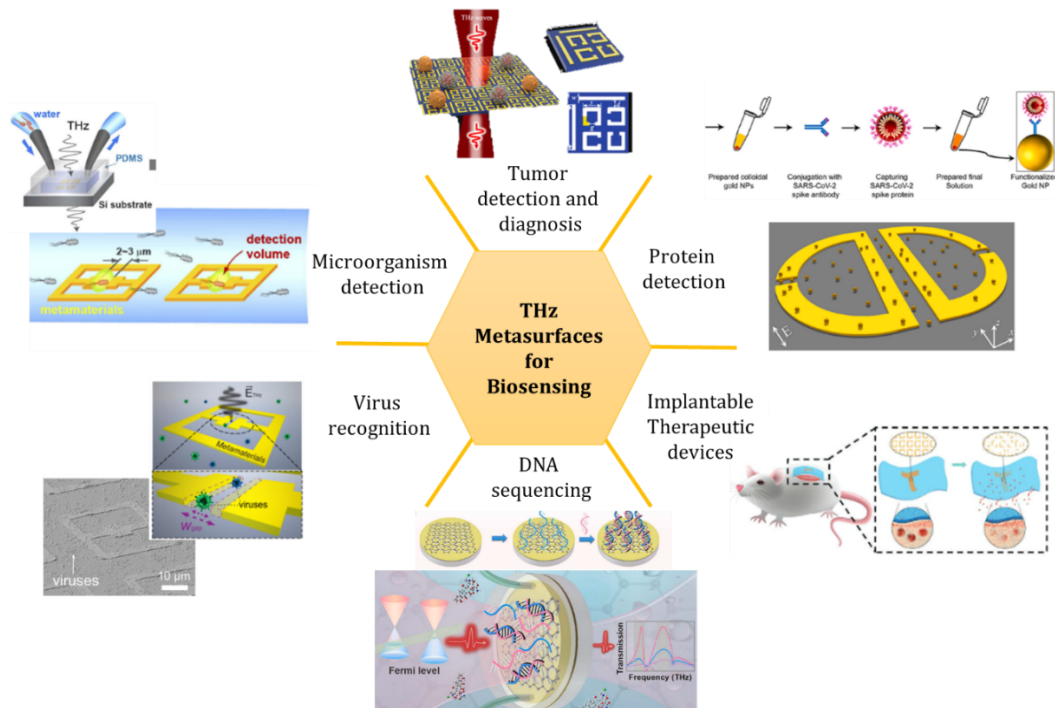 THz waves
water
THz
PDMS
Si substrate
2~3 μm
detection
volume
metamaterials
Tumor
detection and
diagnosis
Prepared colloidal
gold NPs
Conjugation with
SARS-CoV-2
spike antibody
Capturing
SARS-CoV-2
spike protein
Prepared final
Solution
Functionalized
Gold NP
Microorganism
detection
Protein
detection
E
y
z
x
THz
Metasurfaces
for
Biosensing
Virus
recognition
Implantable
Therapeutic
devices
DNA
sequencing
Metamaterials
viruses
viruses
10 μm
Fermi level
Transmission
Frequency (THz)